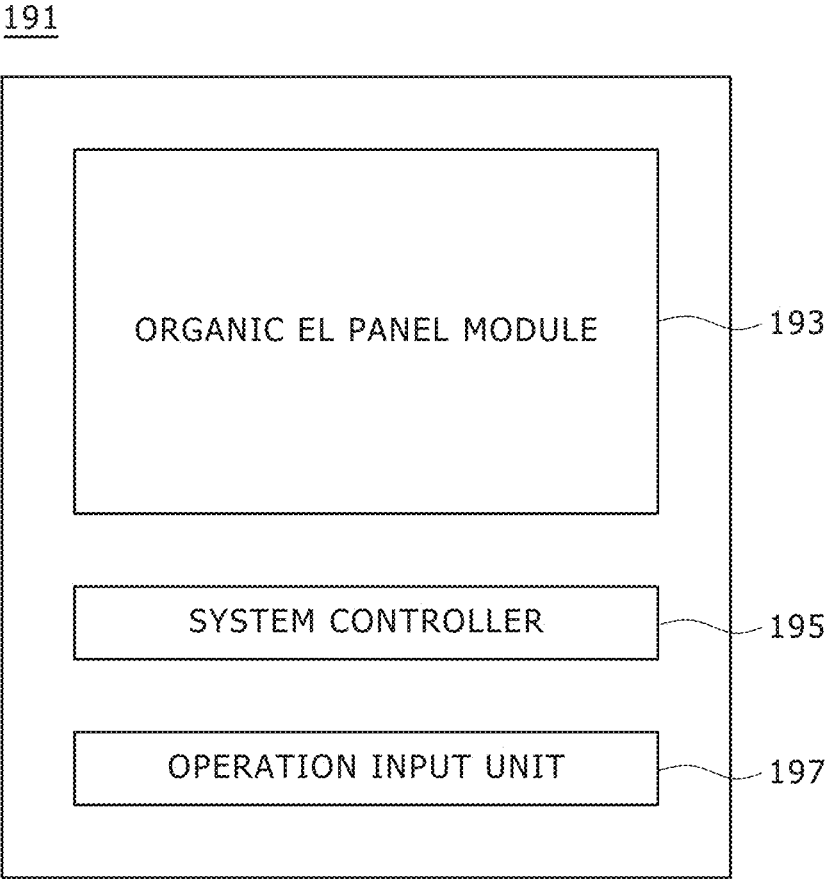 191
ORGANIC EL PANEL MODULE
193
SYSTEM CONTROLLER
195
OPERATION INPUT UNIT
197